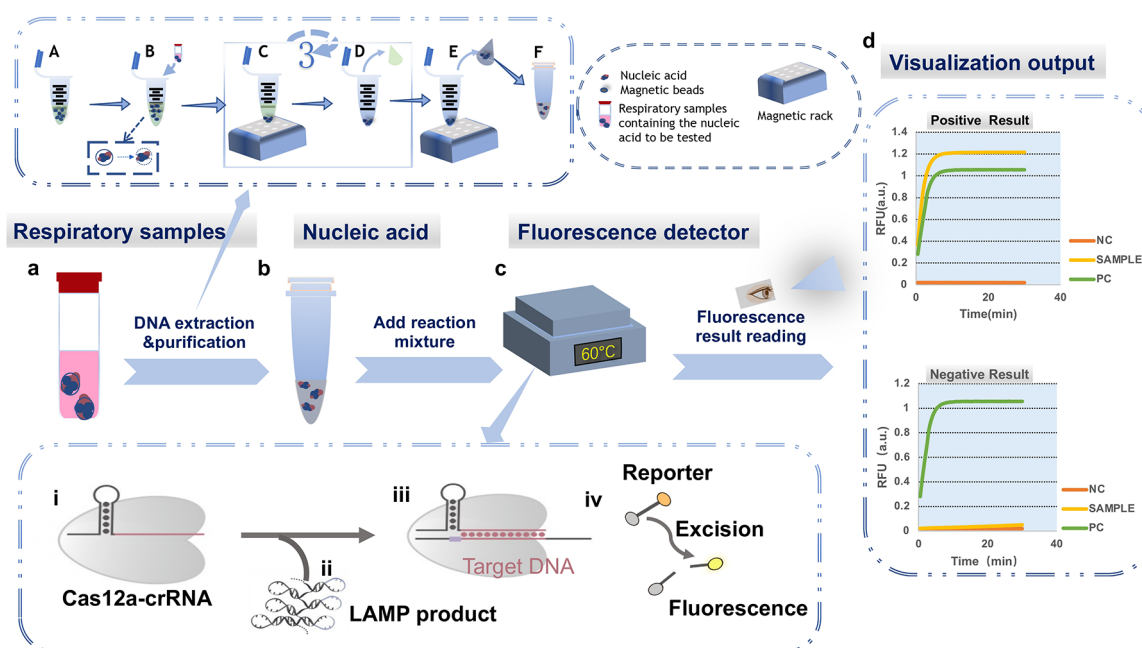 A
B
C
3
D
E
F
Nucleic acid
Magnetic beads
Respiratory samples
containing the nucleic
acid to be tested
Magnetic rack
d
Visualization output
Positive Result
1.4
1.2
1
0.8
0.6
0.4
0.2
0
RFU(a.u.)
0
20
40
Time(min)
NC
SAMPLE
PC
Respiratory samples
Nucleic acid
Fluorescence detector
a
b
c
DNA extraction
&purification
Add reaction
mixture
60°C
Fluorescence
result reading
Negative Result
1.2
1
0.8
0.6
0.4
0.2
0
RFU (a.u.)
0
20
40
Time (min)
NC
SAMPLE
PC
i
Cas12a-crRNA
ii
LAMP product
iii
Target DNA
iv
Reporter
Excision
Fluorescence